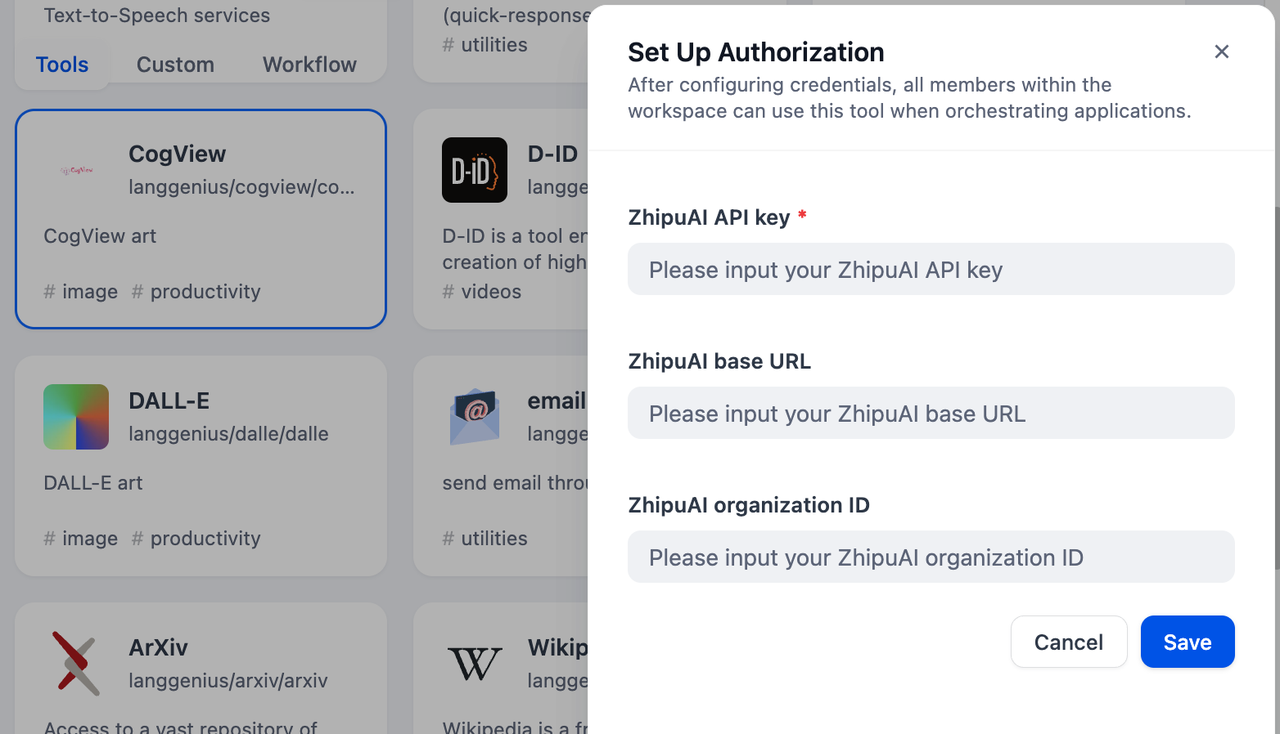 Text-to-Speech services
(quick-response
# utilities
Tools Custom Workflow
CogView
langgenius/cogview/co...
CogView art
# image # productivity
D-ID
D-iD
langge
D-ID is a tool en
creation of high
# videos
DALL-E
langgenius/dalle/dalle
DALL-E art
# image # productivity
@
email
langge
send email throu
# utilities
ArXiv
langgenius/arxiv/arxiv
Access to a vast repository of
W
Wikip
langge
Wikipedia is a fr
Set Up Authorization
After configuring credentials, all members within the
workspace can use this tool when orchestrating applications.
ZhipuAI API key *
Please input your ZhipuAI API key
ZhipuAI base URL
Please input your ZhipuAI base URL
ZhipuAI organization ID
Please input your ZhipuAI organization ID
Cancel Save